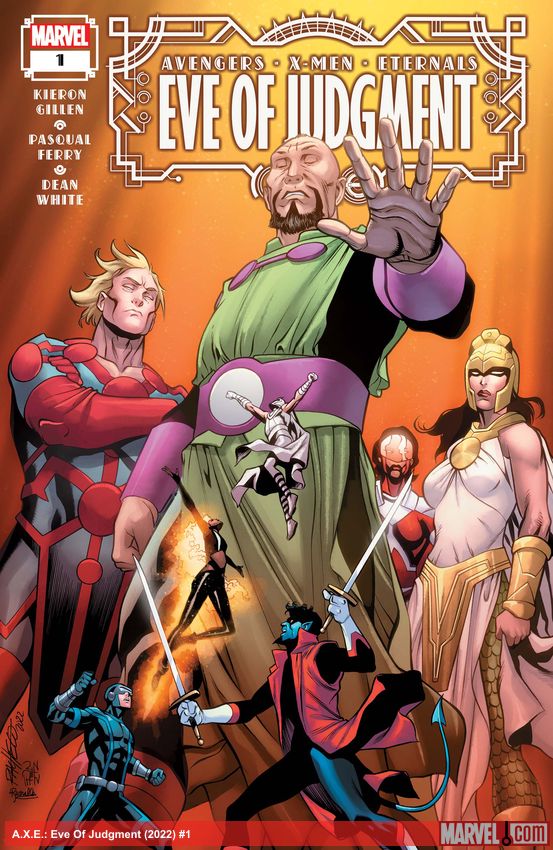 MARVEL
1
KIERON
GILLEN
PASQUAL
FERRY
DEAN
WHITE
AVENGERS · X-MEN · ETERNALS
EVE OF JUDGMENT
2022
A.X.E.: Eve Of Judgment (2022) #1
MARVEL.com